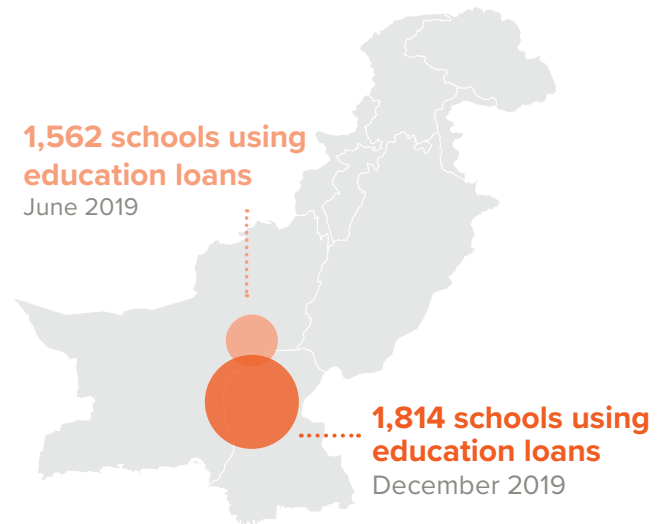 1,562 schools using
education loans
June 2019
1,814 schools using
education loans
December 2019